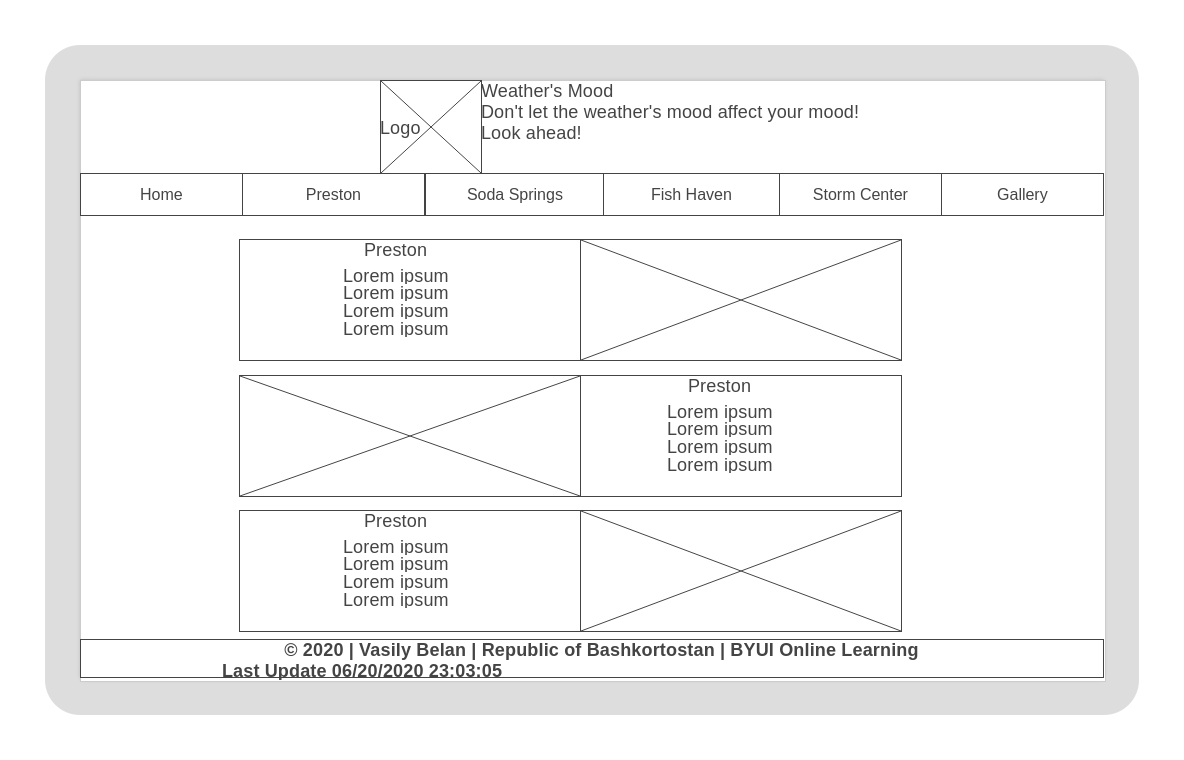 Logo
Weather's Mood
Don't let the weather's mood affect your mood!
Look ahead!
Home Preston Soda Springs Fish Haven Storm Center Gallery
Preston
Lorem ipsum
Lorem ipsum
Lorem ipsum
Lorem ipsum
Preston
Lorem ipsum
Lorem ipsum
Lorem ipsum
Lorem ipsum
Preston
Lorem ipsum
Lorem ipsum
Lorem ipsum
Lorem ipsum
© 2020 | Vasily Belan | Republic of Bashkortostan | BYUI Online Learning
Last Update 06/20/2020 23:03:05